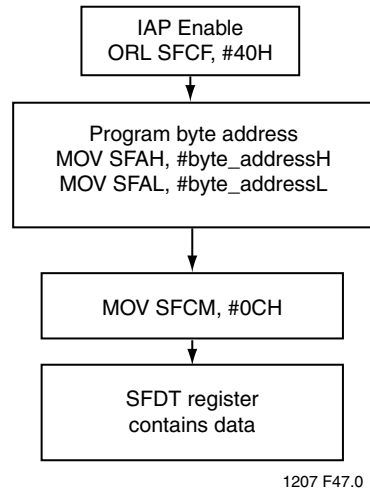 IAP Enable
ORL SFCF, #40H
Program byte address
MOV SFAH, #byte_addressH
MOV SFAL, #byte_addressL
MOV SFCM, #0CH
SFDT register
contains data
1207 F47.0